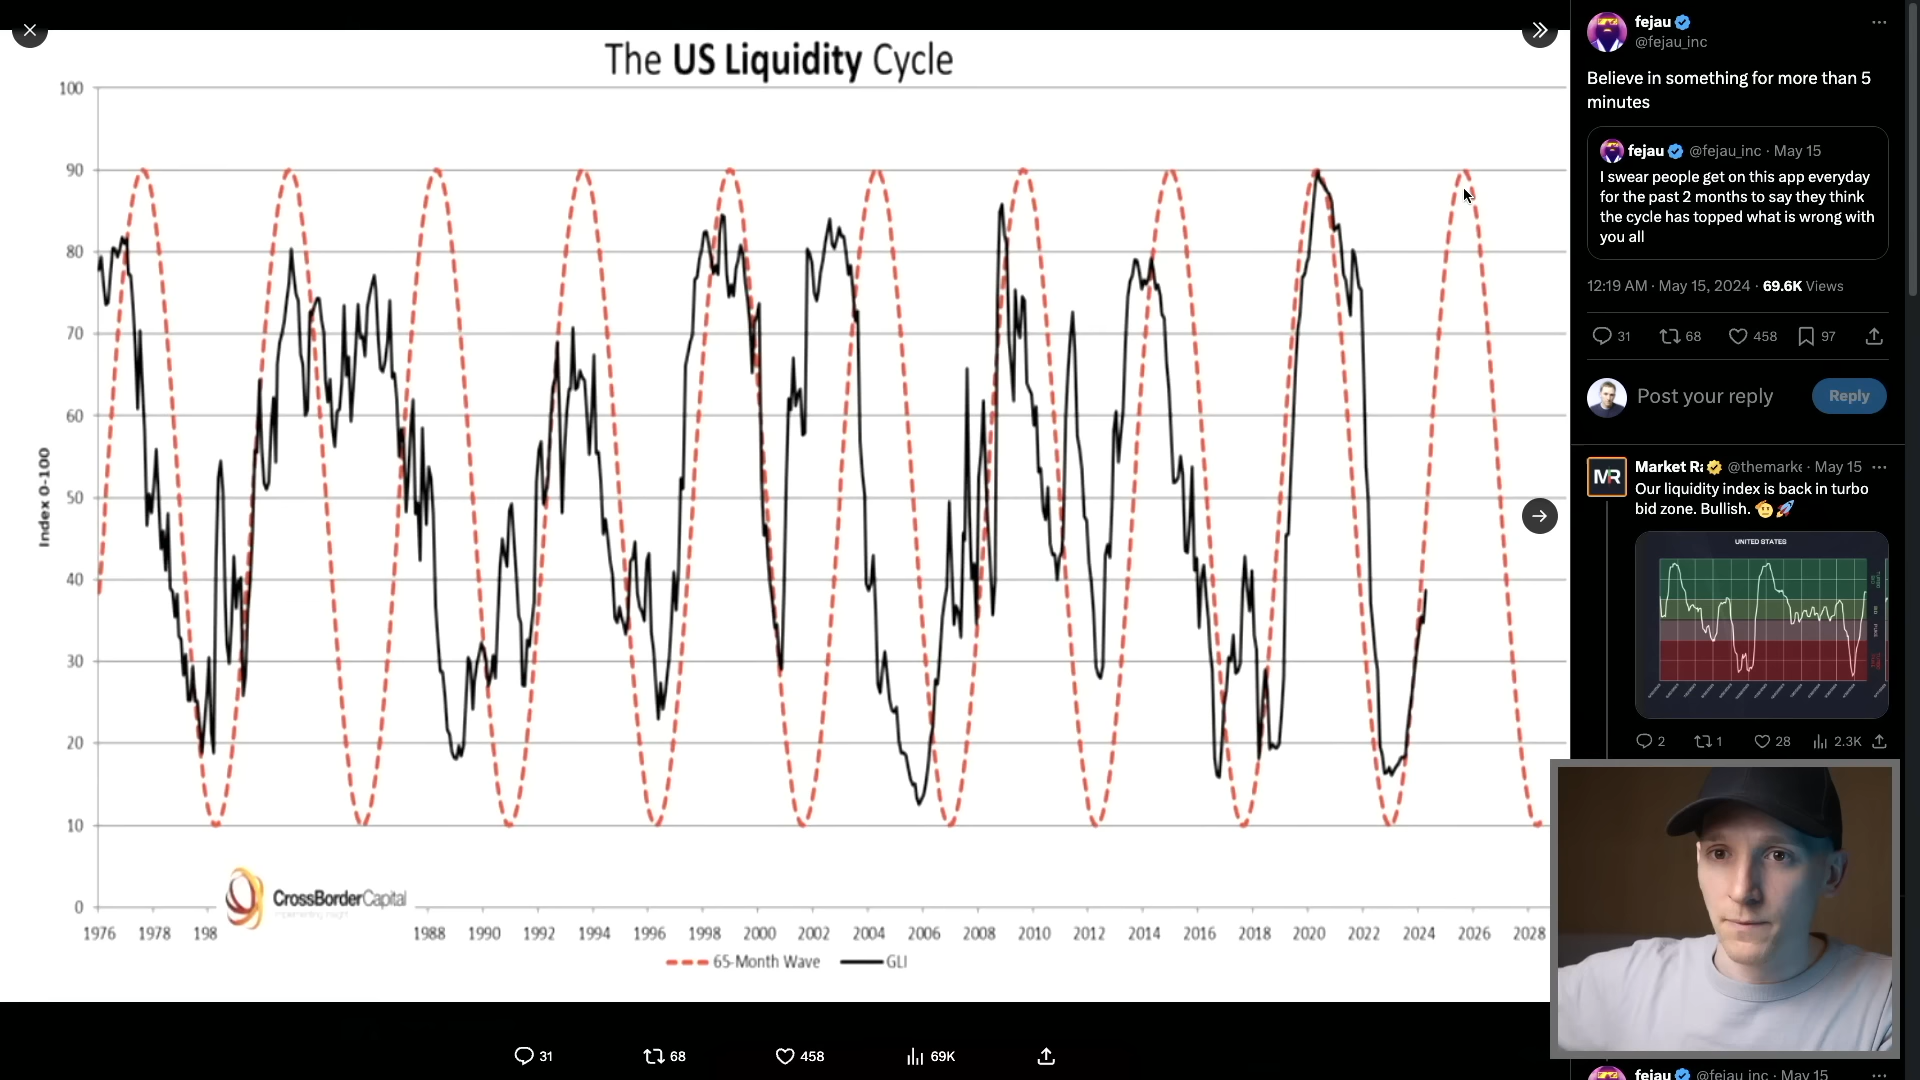 The US Liquidity Cycle
100
90
80
70
60
50
40
30
20
10
0
Index 0-100
CrossBorderCapital
implementing insight
1976 1978 198 1988 1990 1992 1994 1996 1998 2000 2002 2004 2006 2008 2010 2012 2014 2016 2018 2020 2022 2024 2026 2028
65-Month Wave GLI
31 68 458 69K
fejau
@fejau_inc
Believe in something for more than 5
minutes
fejau @fejau_inc · May 15
I swear people get on this app everyday
for the past 2 months to say they think
the cycle has topped what is wrong with
you all
12:19 AM · May 15, 2024 · 69.6K Views
31 68 458 97
Post your reply
Reply
MR
Market Ra @themarke · May 15
Our liquidity index is back in turbo
bid zone. Bullish. 🫡🚀
UNITED STATES
2 1 28 2.3K
fejau @fejau_inc · May 15